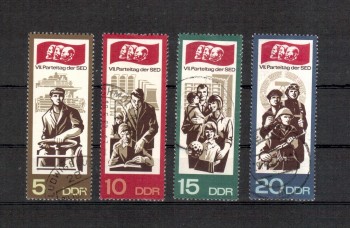 VII.Parteitag der SED
5 DDR
VII.Parteitag der SED
10 DDR
VII.Parteitag der SED
15 DDR
VII.Parteitag der SED
20 DDR